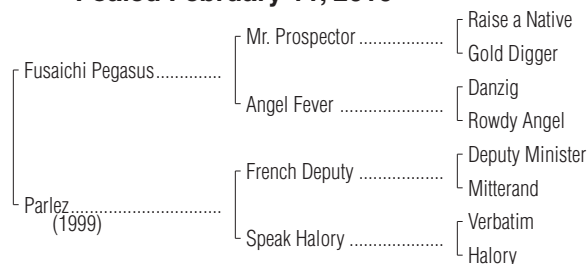 Foaled February
Raise a Native
Mr. Prospector ....................
Gold Digger
Fusaichi Pegasus..............
Danzig
Angel Fever .........................
Rowdy Angel
Deputy Minister
French Deputy ....................
Mitterand
Parlez.................................
(1999)
Verbatim
Speak Halory ......................
Halory